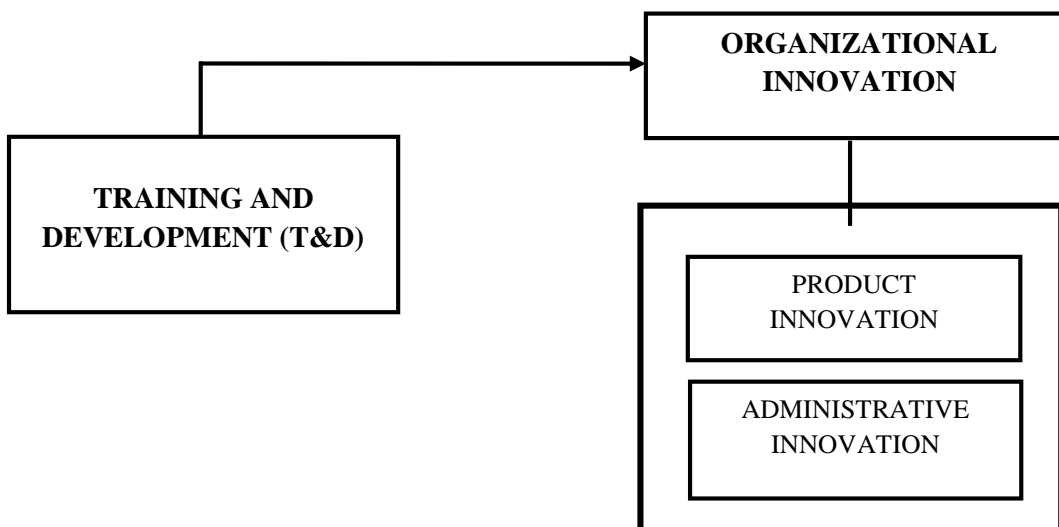 ORGANIZATIONAL
INNOVATION
TRAINING AND
DEVELOPMENT (T&D)
PRODUCT
INNOVATION
ADMINISTRATIVE
INNOVATION